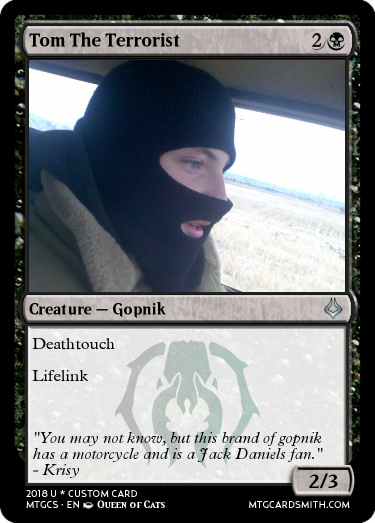 Tom The Terrorist 2
Creature — Gopnik
Deathtouch
Lifelink
"You may not know, but this brand of gopnik
has a motorcycle and is a Jack Daniels fan."
- Krisy
2/3
2018 U * CUSTOM CARD
MTGCS • EN QUEEN OF CATS MTGCARDSMITH.COM